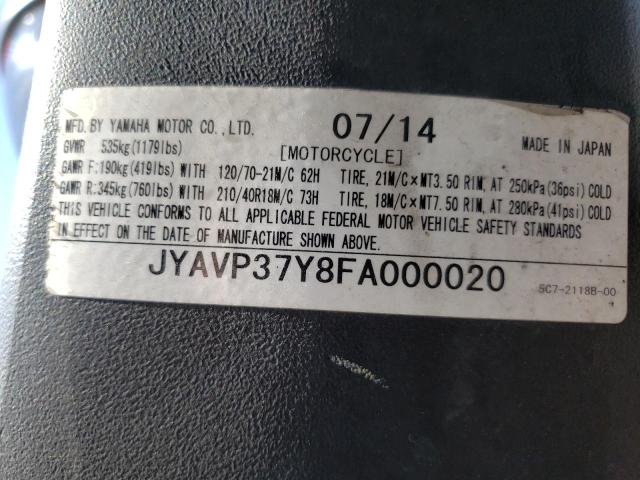 MFD. BY YAMAHA MOTOR CO.,LTD. 07/14 MADE IN JAPAN
GVWR 535kg(1179lbs) [MOTORCYCLE]
GAWR F:190kg(419lbs) WITH 120/70-21M/C 62H TIRE, 21M/C×MT3.50 RIM, AT 250kPa(36psi) COLD
GAWR R:345kg(760lbs) WITH 210/40R18M/C 73H TIRE, 18M/C×MT7.50 RIM, AT 280kPa(41psi) COLD
THIS VEHICLE CONFORMS TO ALL APPLICABLE FEDERAL MOTOR VEHICLE SAFETY STANDARDS
IN EFFECT ON THE DATE OF MANUFACTURE SHOWN ABOVE.
JYAVP37Y8FA000020
5C7-2118B-00